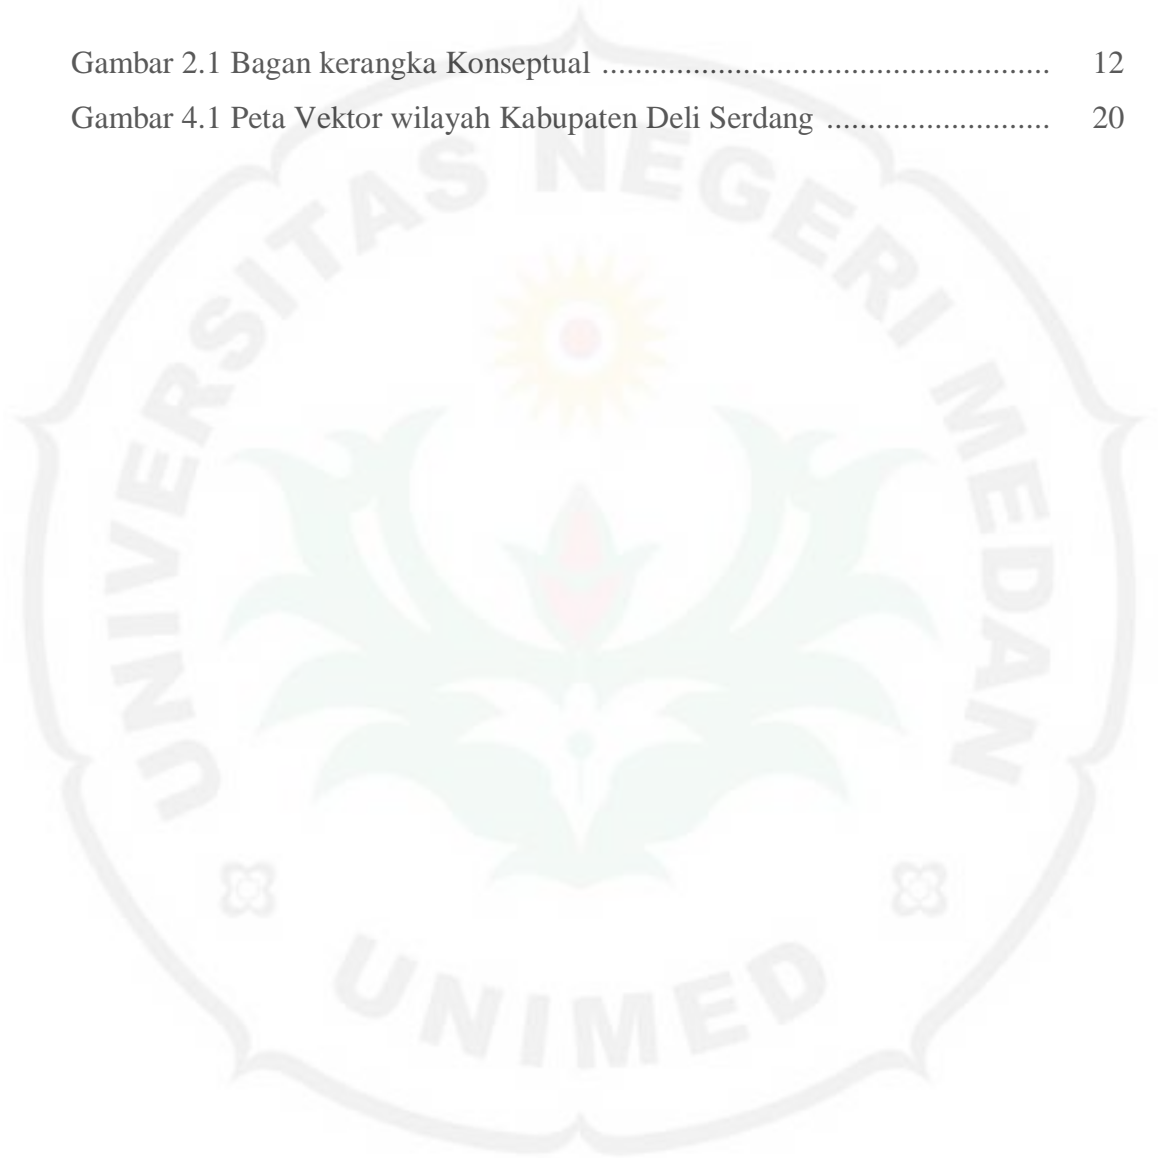 Gambar 2.1 Bagan kerangka Konseptual ...................................................... 12
Gambar 4.1 Peta Vektor wilayah Kabupaten Deli Serdang ........................... 20
UNIVERSITAS NEGERI MEDAN
UNIMED